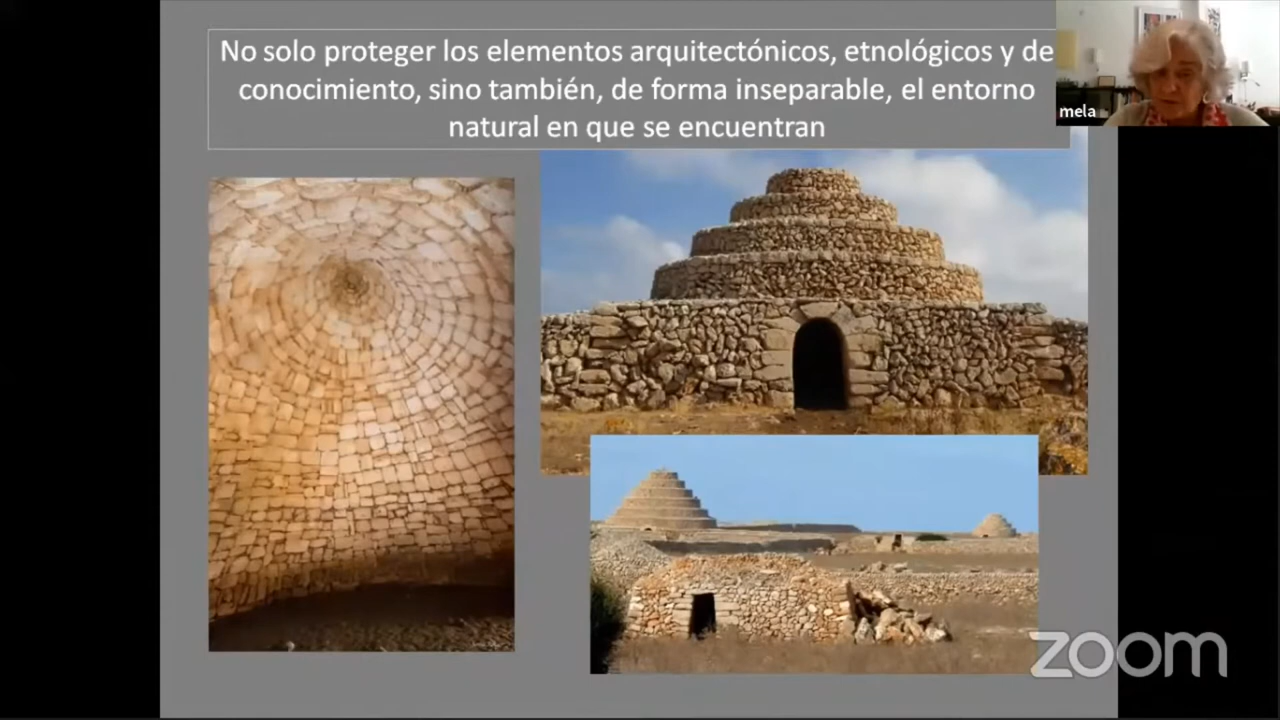 No solo proteger los elementos arquitectónicos, etnológicos y de
conocimiento, sino también, de forma inseparable, el entorno
natural en que se encuentran
mela
zoom